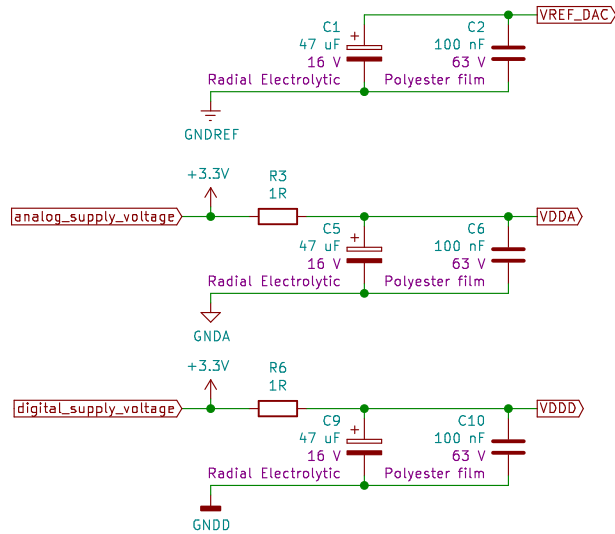 C1
47 uF
16 V
Radial Electrolytic
+
C2
100 nF
63 V
Polyester film
VREF_DAC
GNDREF
+3.3V
analog_supply_voltage
R3
1R
C5
47 uF
16 V
Radial Electrolytic
+
C6
100 nF
63 V
Polyester film
VDDA
GNDA
+3.3V
digital_supply_voltage
R6
1R
C9
47 uF
16 V
Radial Electrolytic
+
C10
100 nF
63 V
Polyester film
VDDD
GNDD